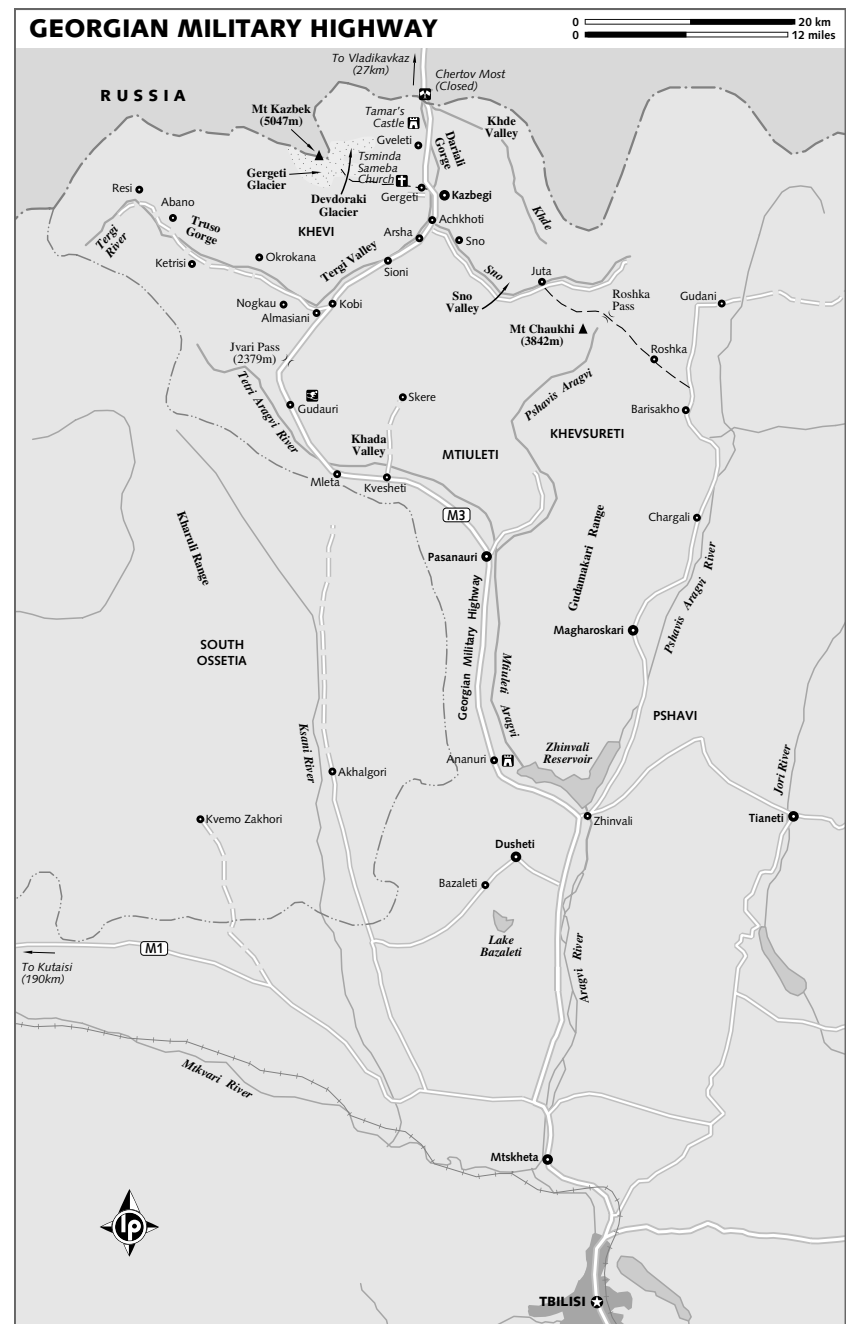 GEORGIAN MILITARY HIGHWAY
0 20 km
0 12 miles
To Vladikavkaz
(27km)
Chertov Most
(Closed)
RUSSIA
Mt Kazbek
(5047m)
Tamar's
Castle
Khde
Valley
Gveleti
Dariali
Gorge
Tsminda
Sameba
Church
Gergeti
Glacier
Resi
Devdoraki
Glacier
Gergeti
Kazbegi
Abano
Khde
Truso
Gorge
KHEVI
Achkhoti
Tergi
River
Arsha
Sno
Okrokana
Tergi Valley
Ketrisi
Sioni
Sno
Juta
Sno
Valley
Roshka
Pass
Gudani
Nogkau
Kobi
Almasiani
Mt Chaukhi
(3842m)
Jvari Pass
(2379m)
Roshka
Tetri Aragvi River
Pshavis Aragvi
Skere
Gudauri
Barisakho
Khada
Valley
KHEVSURETI
MTIULETI
Mleta
Kvesheti
M3
Chargali
Kharuli Range
Gudamakari Range
Pasanauri
Pshavis Aragvi River
Georgian Military Highway
Magharoskari
SOUTH
OSSETIA
Mtiuleti Aragvi
PSHAVI
Ksani River
Zhinvali
Reservoir
Jori River
Ananuri
Akhalgori
Kvemo Zakhori
Zhinvali
Tianeti
Dusheti
Bazaleti
Lake
Bazaleti
M1
Aragvi River
To Kutaisi
(190km)
Mtkvari River
Mtskheta
lp
TBILISI